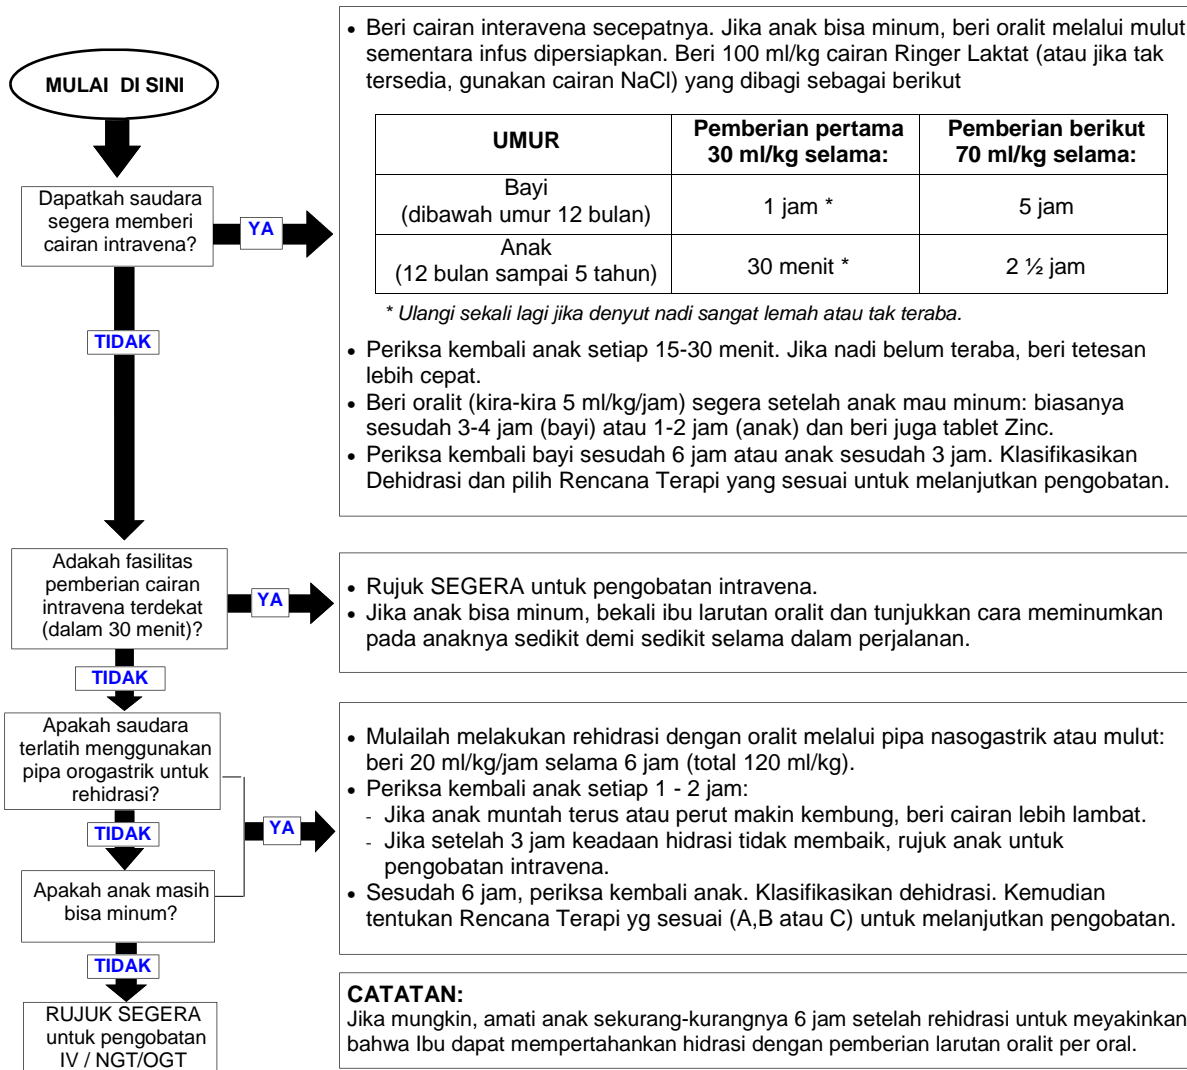 MULAI DI SINI
• Beri cairan interavena secepatnya. Jika anak bisa minum, beri oralit melalui mulut
sementara infus dipersiapkan. Beri 100 ml/kg cairan Ringer Laktat (atau jika tak
tersedia, gunakan cairan NaCl) yang dibagi sebagai berikut
UMUR
Pemberian pertama
30 ml/kg selama:
Pemberian berikut
70 ml/kg selama:
Bayi
(dibawah umur 12 bulan)
1 jam *
5 jam
Anak
(12 bulan sampai 5 tahun)
30 menit *
2 ½ jam
* Ulangi sekali lagi jika denyut nadi sangat lemah atau tak teraba.
• Periksa kembali anak setiap 15-30 menit. Jika nadi belum teraba, beri tetesan
lebih cepat.
• Beri oralit (kira-kira 5 ml/kg/jam) segera setelah anak mau minum: biasanya
sesudah 3-4 jam (bayi) atau 1-2 jam (anak) dan beri juga tablet Zinc.
• Periksa kembali bayi sesudah 6 jam atau anak sesudah 3 jam. Klasifikasikan
Dehidrasi dan pilih Rencana Terapi yang sesuai untuk melanjutkan pengobatan.
Dapatkah saudara
segera memberi
cairan intravena?
YA
TIDAK
Adakah fasilitas
pemberian cairan
intravena terdekat
(dalam 30 menit)?
YA
• Rujuk SEGERA untuk pengobatan intravena.
• Jika anak bisa minum, bekali ibu larutan oralit dan tunjukkan cara meminumkan
pada anaknya sedikit demi sedikit selama dalam perjalanan.
TIDAK
Apakah saudara
terlatih menggunakan
pipa orogastrik untuk
rehidrasi?
TIDAK
YA
Apakah anak masih
bisa minum?
• Mulailah melakukan rehidrasi dengan oralit melalui pipa nasogastrik atau mulut:
beri 20 ml/kg/jam selama 6 jam (total 120 ml/kg).
• Periksa kembali anak setiap 1 - 2 jam:
- Jika anak muntah terus atau perut makin kembung, beri cairan lebih lambat.
- Jika setelah 3 jam keadaan hidrasi tidak membaik, rujuk anak untuk
pengobatan intravena.
• Sesudah 6 jam, periksa kembali anak. Klasifikasikan dehidrasi. Kemudian
tentukan Rencana Terapi yg sesuai (A,B atau C) untuk melanjutkan pengobatan.
TIDAK
RUJUK SEGERA
untuk pengobatan
IV / NGT/OGT
CATATAN:
Jika mungkin, amati anak sekurang-kurangnya 6 jam setelah rehidrasi untuk meyakinkan
bahwa Ibu dapat mempertahankan hidrasi dengan pemberian larutan oralit per oral.